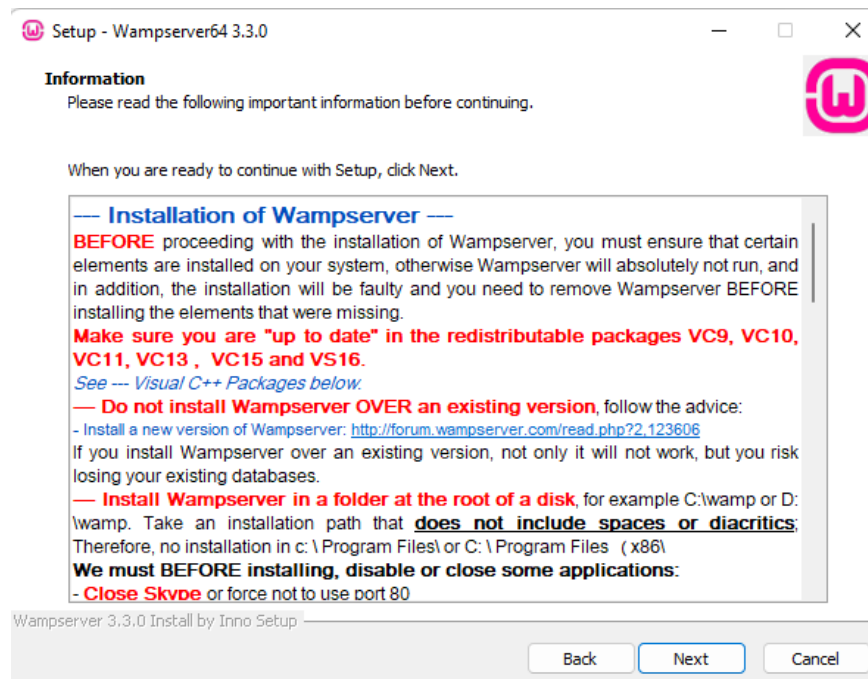 Setup - Wampserver64 3.3.0
Information
Please read the following important information before continuing.
When you are ready to continue with Setup, click Next.
--- Installation of Wampserver ---
BEFORE proceeding with the installation of Wampserver, you must ensure that certain
elements are installed on your system, otherwise Wampserver will absolutely not run, and
in addition, the installation will be faulty and you need to remove Wampserver BEFORE
installing the elements that were missing.
Make sure you are "up to date" in the redistributable packages VC9, VC10,
VC11, VC13 , VC15 and VS16.
See --- Visual C++ Packages below.
— Do not install Wampserver OVER an existing version, follow the advice:
- Install a new version of Wampserver: http://forum.wampserver.com/read.php?2,123606
If you install Wampserver over an existing version, not only it will not work, but you risk
losing your existing databases.
— Install Wampserver in a folder at the root of a disk, for example C:\wamp or D:
\wamp. Take an installation path that does not include spaces or diacritics;
Therefore, no installation in c: \ Program Files\ or C: \ Program Files ( x86\
We must BEFORE installing, disable or close some applications:
- Close Skype or force not to use port 80
Wampserver 3.3.0 Install by Inno Setup
Back Next Cancel